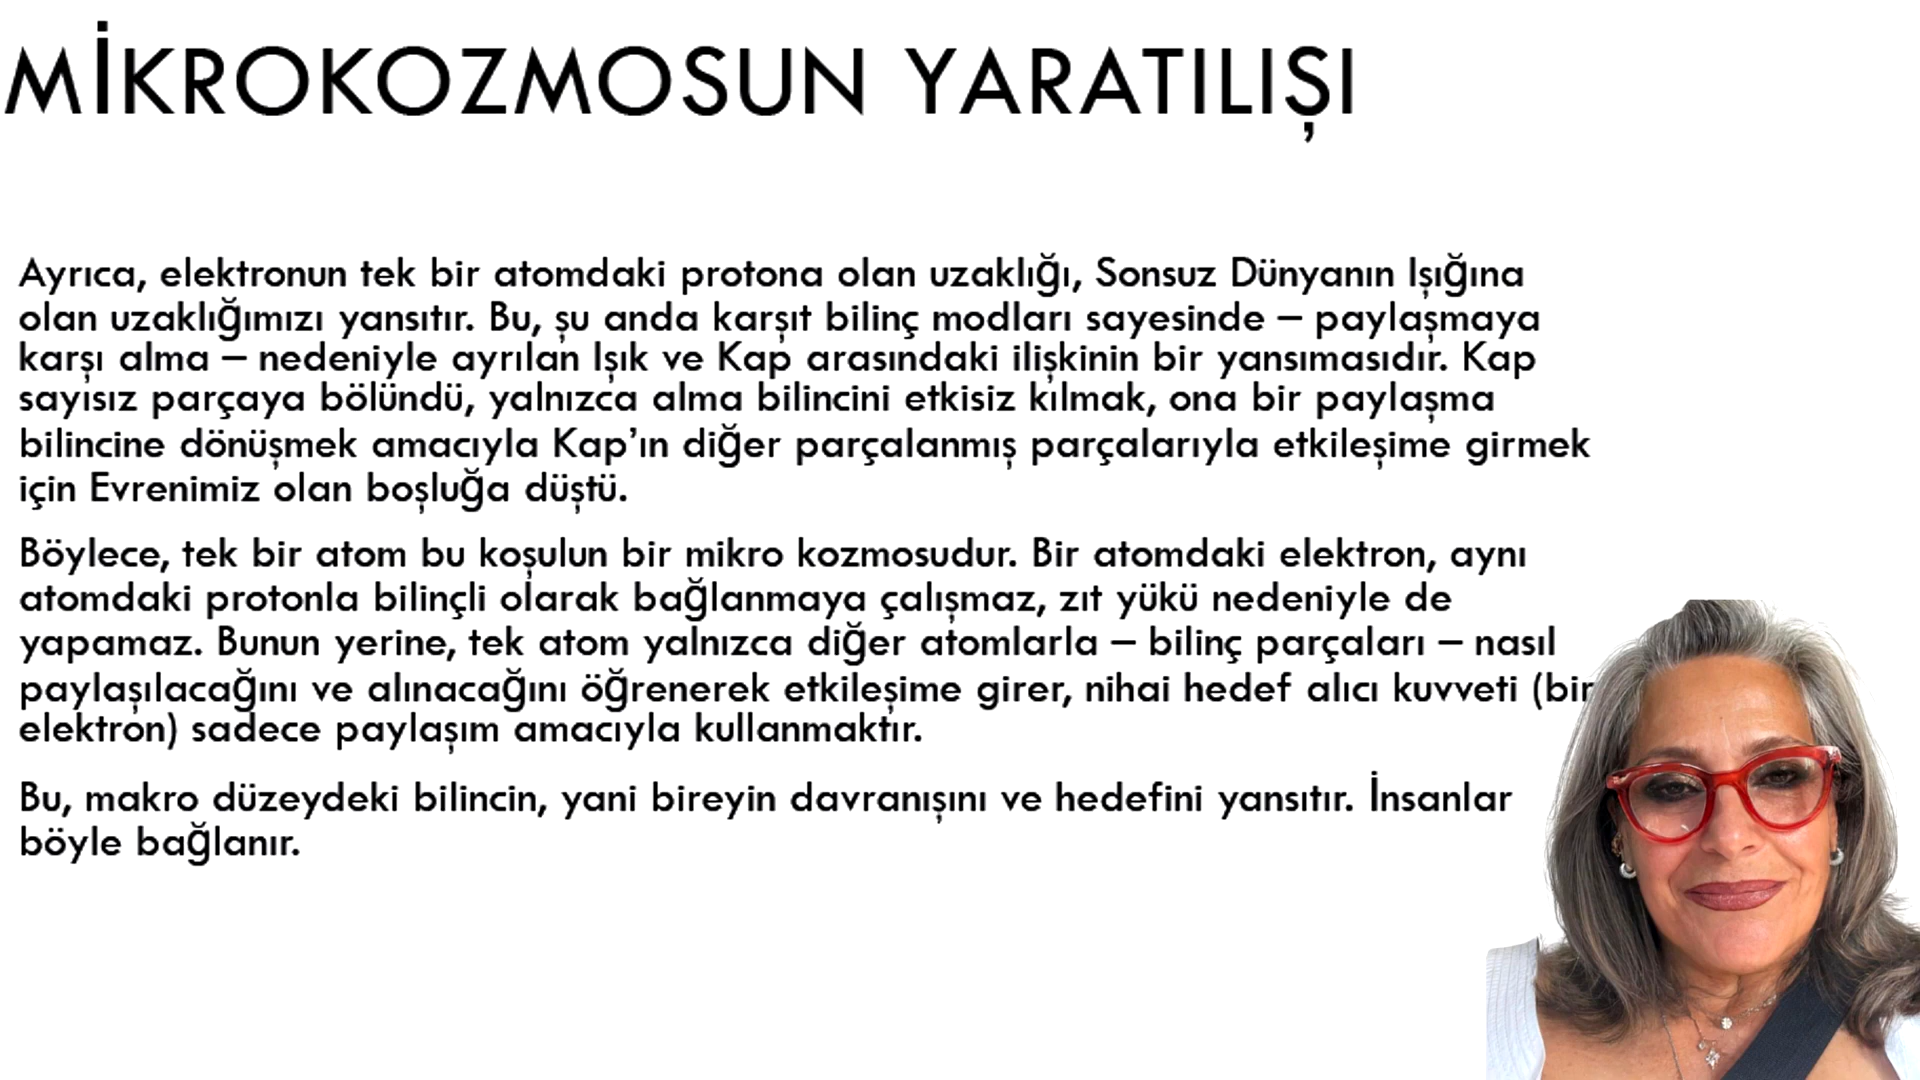 MİKROKOZMOSUN YARATILIŞI
Ayrıca, elektronun tek bir atomdaki protona olan uzaklığı, Sonsuz Dünyanın Işığına
olan uzaklığımızı yansıtır. Bu, şu anda karşıt bilinç modları sayesinde – paylaşmaya
karşı alma – nedeniyle ayrılan Işık ve Kap arasındaki ilişkinin bir yansımasıdır. Kap
sayısız parçaya bölündü, yalnızca alma bilincini etkisiz kılmak, ona bir paylaşma
bilincine dönüşmek amacıyla Kap’ın diğer parçalanmış parçalarıyla etkileşime girmek
için Evrenimiz olan boşluğa düştü.
Böylece, tek bir atom bu koşulun bir mikro kozmosudur. Bir atomdaki elektron, aynı
atomdaki protonla bilinçli olarak bağlanmaya çalışmaz, zıt yükü nedeniyle de
yapamaz. Bunun yerine, tek atom yalnızca diğer atomlarla – bilinç parçaları – nasıl
paylaşılacağını ve alınacağını öğrenerek etkileşime girer, nihai hedef alıcı kuvveti (bir
elektron) sadece paylaşım amacıyla kullanmaktır.
Bu, makro düzeydeki bilincin, yani bireyin davranışını ve hedefini yansıtır. İnsanlar
böyle bağlanır.